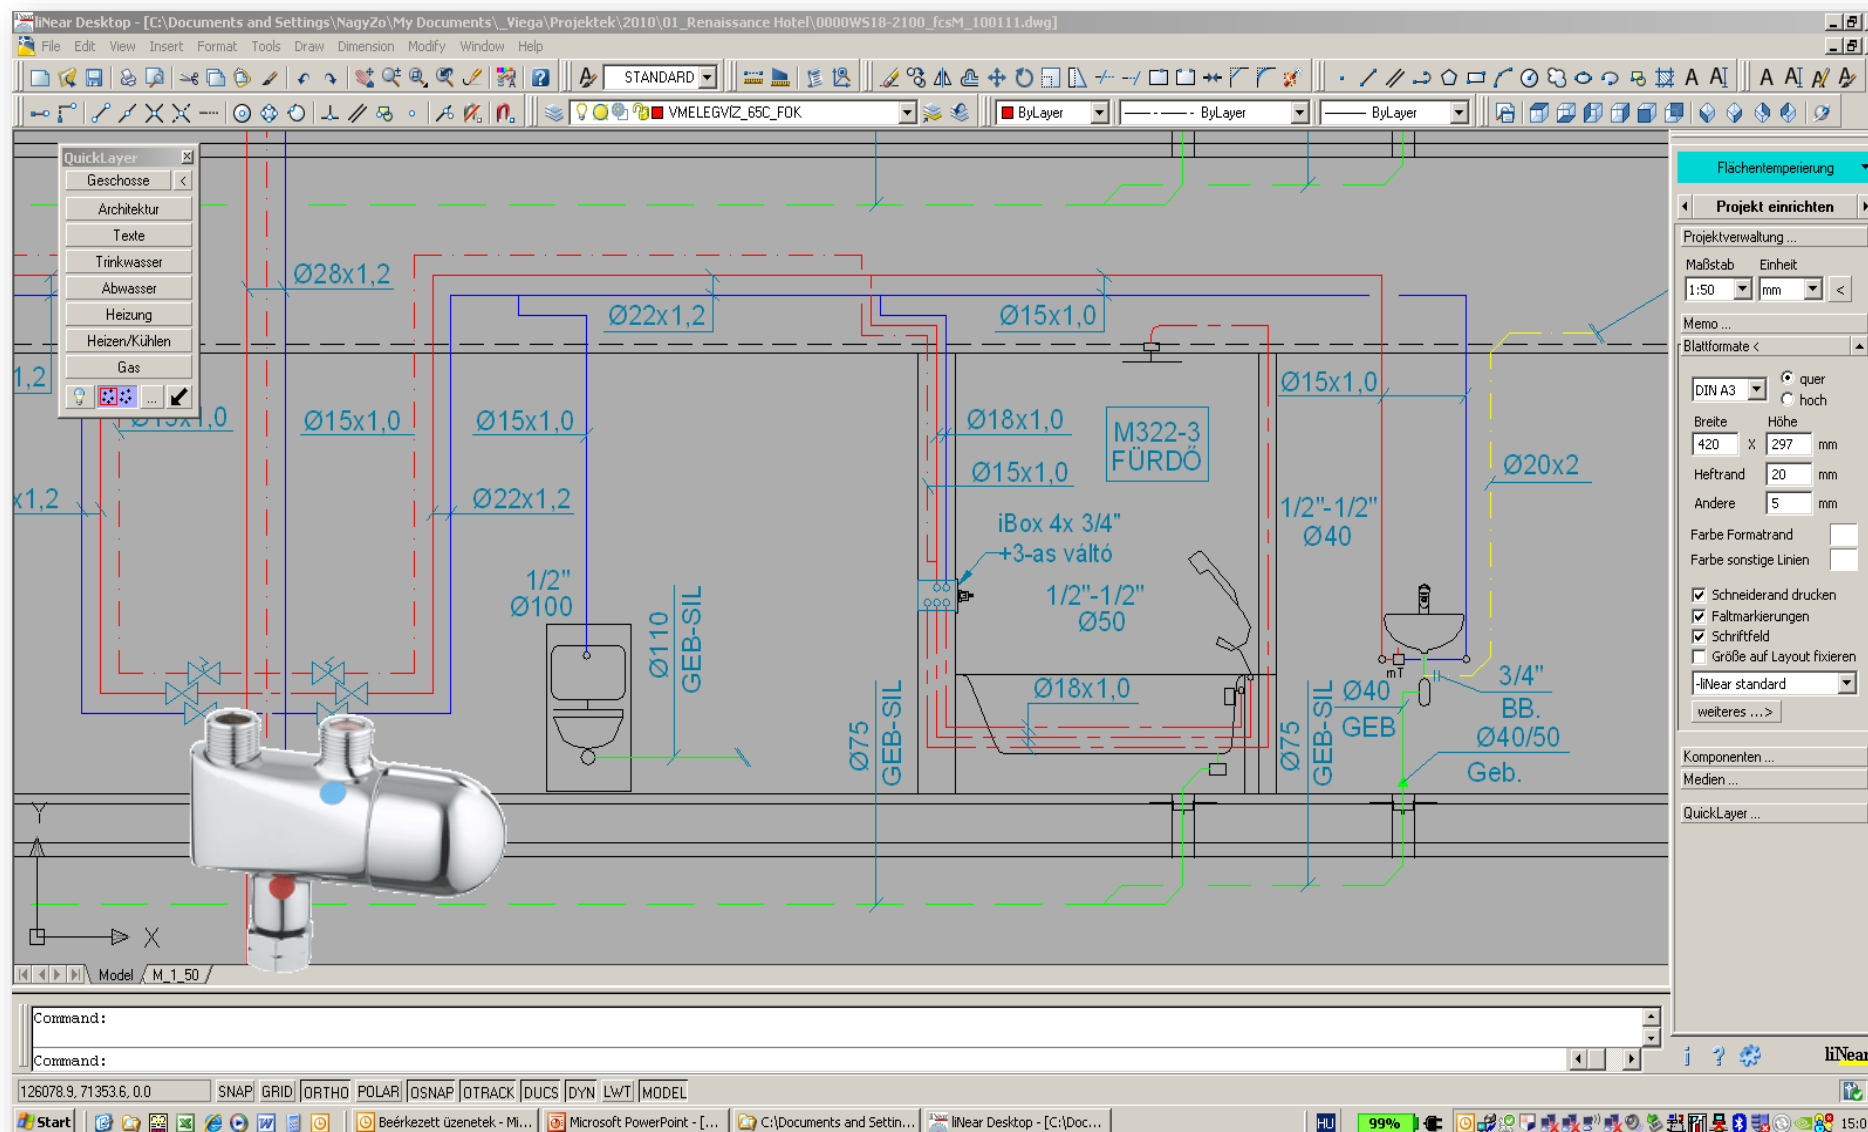 liNear Desktop - [C:\Documents and Settings\NagyZo\My Documents\_Viega\Projektek\2010\01_Renaissance Hotel\0000WS18-2100_fcsM_100111.dwg]
File Edit View Insert Format Tools Draw Dimension Modify Window Help
STANDARD
VMELEGVÍZ_65C_FOK
ByLayer
ByLayer
ByLayer
QuickLayer
Geschosse <
Architektur
Texte
Trinkwasser
Abwasser
Heizung
Heizen/Kühlen
Gas
...
Ø28x1,2
Ø22x1,2
Ø15x1,0
1,2
Ø15x1,0
Ø15x1,0
Ø15x1,0
Ø15x1,0
Ø18x1,0
Ø15x1,0
M322-3
FÜRDŐ
x1,2
Ø22x1,2
iBox 4x 3/4"
+3-as váltó
1/2"-1/2"
Ø40
Ø20x2
1/2"
Ø100
Ø110
GEB-SIL
1/2"-1/2"
Ø50
Ø18x1,0
Ø75
GEB-SIL
Ø75
GEB-SIL
mT
Ø40
GEB
3/4"
BB.
Ø40/50
Geb.
Y
X
Model
M_1_50
Flächentemperierung
Projekt einrichten
Projektverwaltung ...
Maßstab Einheit
1:50 mm <
Memo ...
Blattformate <
DIN A3
quer
hoch
Breite Höhe
420 X 297 mm
Heftrand 20 mm
Andere 5 mm
Farbe Formatrand
Farbe sonstige Linien
Schneiderand drucken
Faltmarkierungen
Schriftfeld
Größe auf Layout fixieren
-liNear standard
weiteres ...>
Komponenten ...
Medien ...
QuickLayer ...
liNear
Command:
Command:
126078.9, 71353.6, 0.0 SNAP GRID ORTHO POLAR OSNAP OTRACK DUCS DYN LWT MODEL
Start
Beérkezett üzenetek - Mi...
Microsoft PowerPoint - [...
C:\Documents and Settin...
liNear Desktop - [C:\Doc...
HU
99%